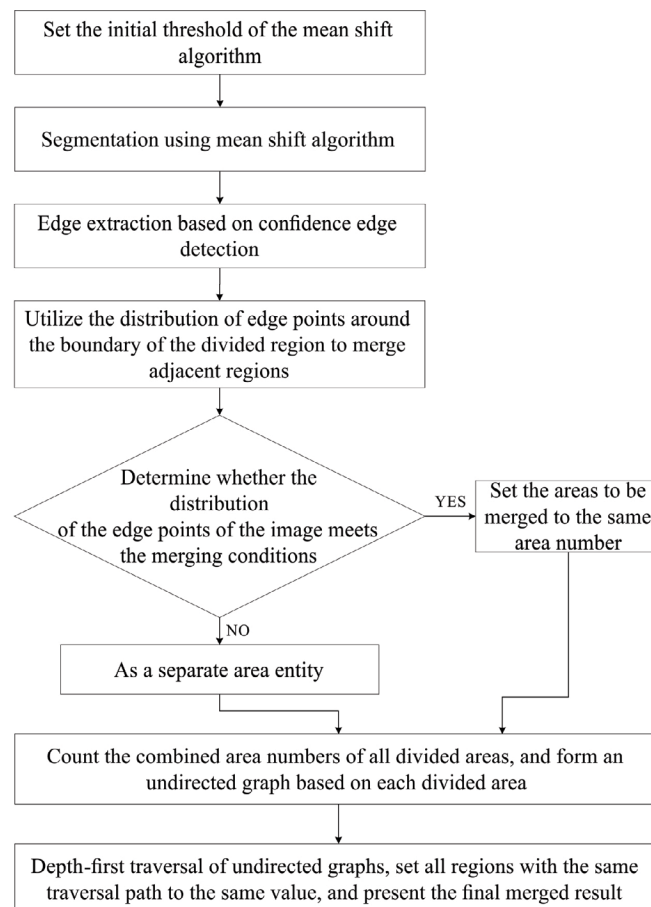 Set the initial threshold of the mean shift
algorithm
Segmentation using mean shift algorithm
Edge extraction based on confidence edge
detection
Utilize the distribution of edge points around
the boundary of the divided region to merge
adjacent regions
Determine whether the
distribution
of the edge points of the image meets
the merging conditions
YES
Set the areas to be
merged to the same
area number
NO
As a separate area entity
Count the combined area numbers of all divided areas, and form an
undirected graph based on each divided area
Depth-first traversal of undirected graphs, set all regions with the same
traversal path to the same value, and present the final merged result